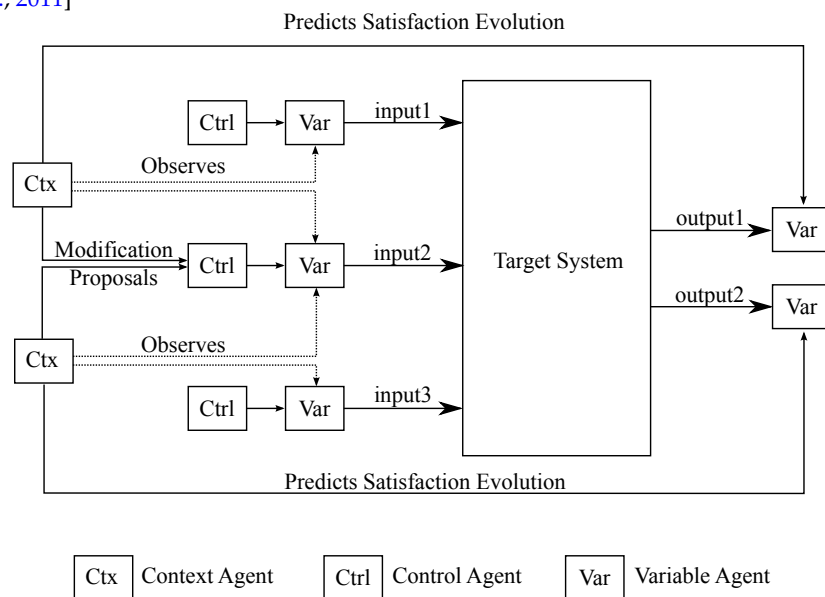 ., 2011]
Predicts Satisfaction Evolution
Ctrl
Var
input1
Observes
Ctx
output1
Var
Modification
Proposals
Ctrl
Var
input2
Target System
output2
Var
Observes
Ctx
Ctrl
Var
input3
Predicts Satisfaction Evolution
Ctx Context Agent
Ctrl Control Agent
Var Variable Agent